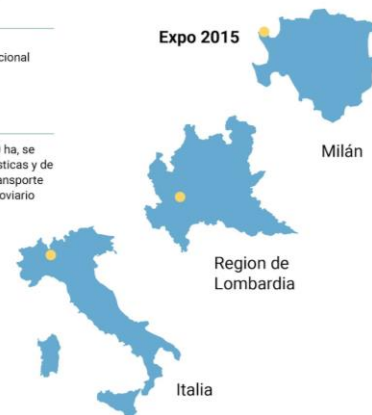 cional
ha, se
sticas y de
ansporte
oviario
Expo 2015
Milán
Region de
Lombardia
Italia